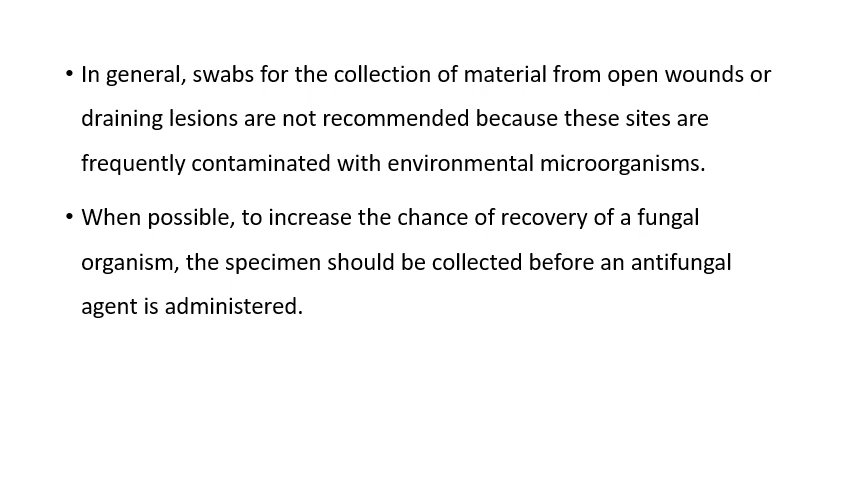 • In general, swabs for the collection of material from open wounds or
draining lesions are not recommended because these sites are
frequently contaminated with environmental microorganisms.
• When possible, to increase the chance of recovery of a fungal
organism, the specimen should be collected before an antifungal
agent is administered.